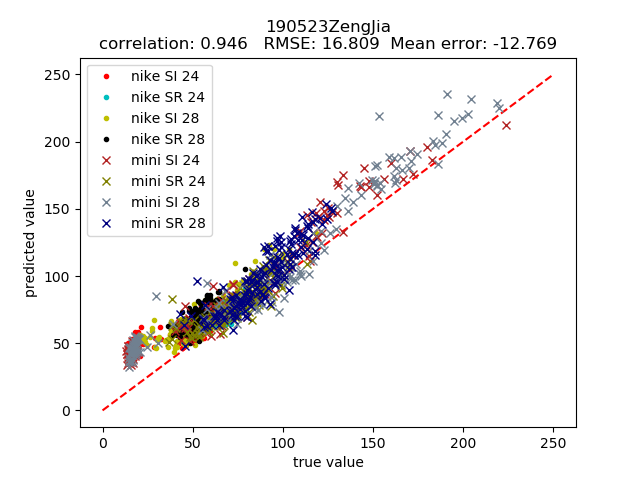 190523ZengJia
correlation: 0.946   RMSE: 16.809  Mean error: -12.769
nike SI 24
nike SR 24
nike SI 28
nike SR 28
mini SI 24
mini SR 24
mini SI 28
mini SR 28
predicted value
250
200
150
100
50
0
0 50 100 150 200 250
true value